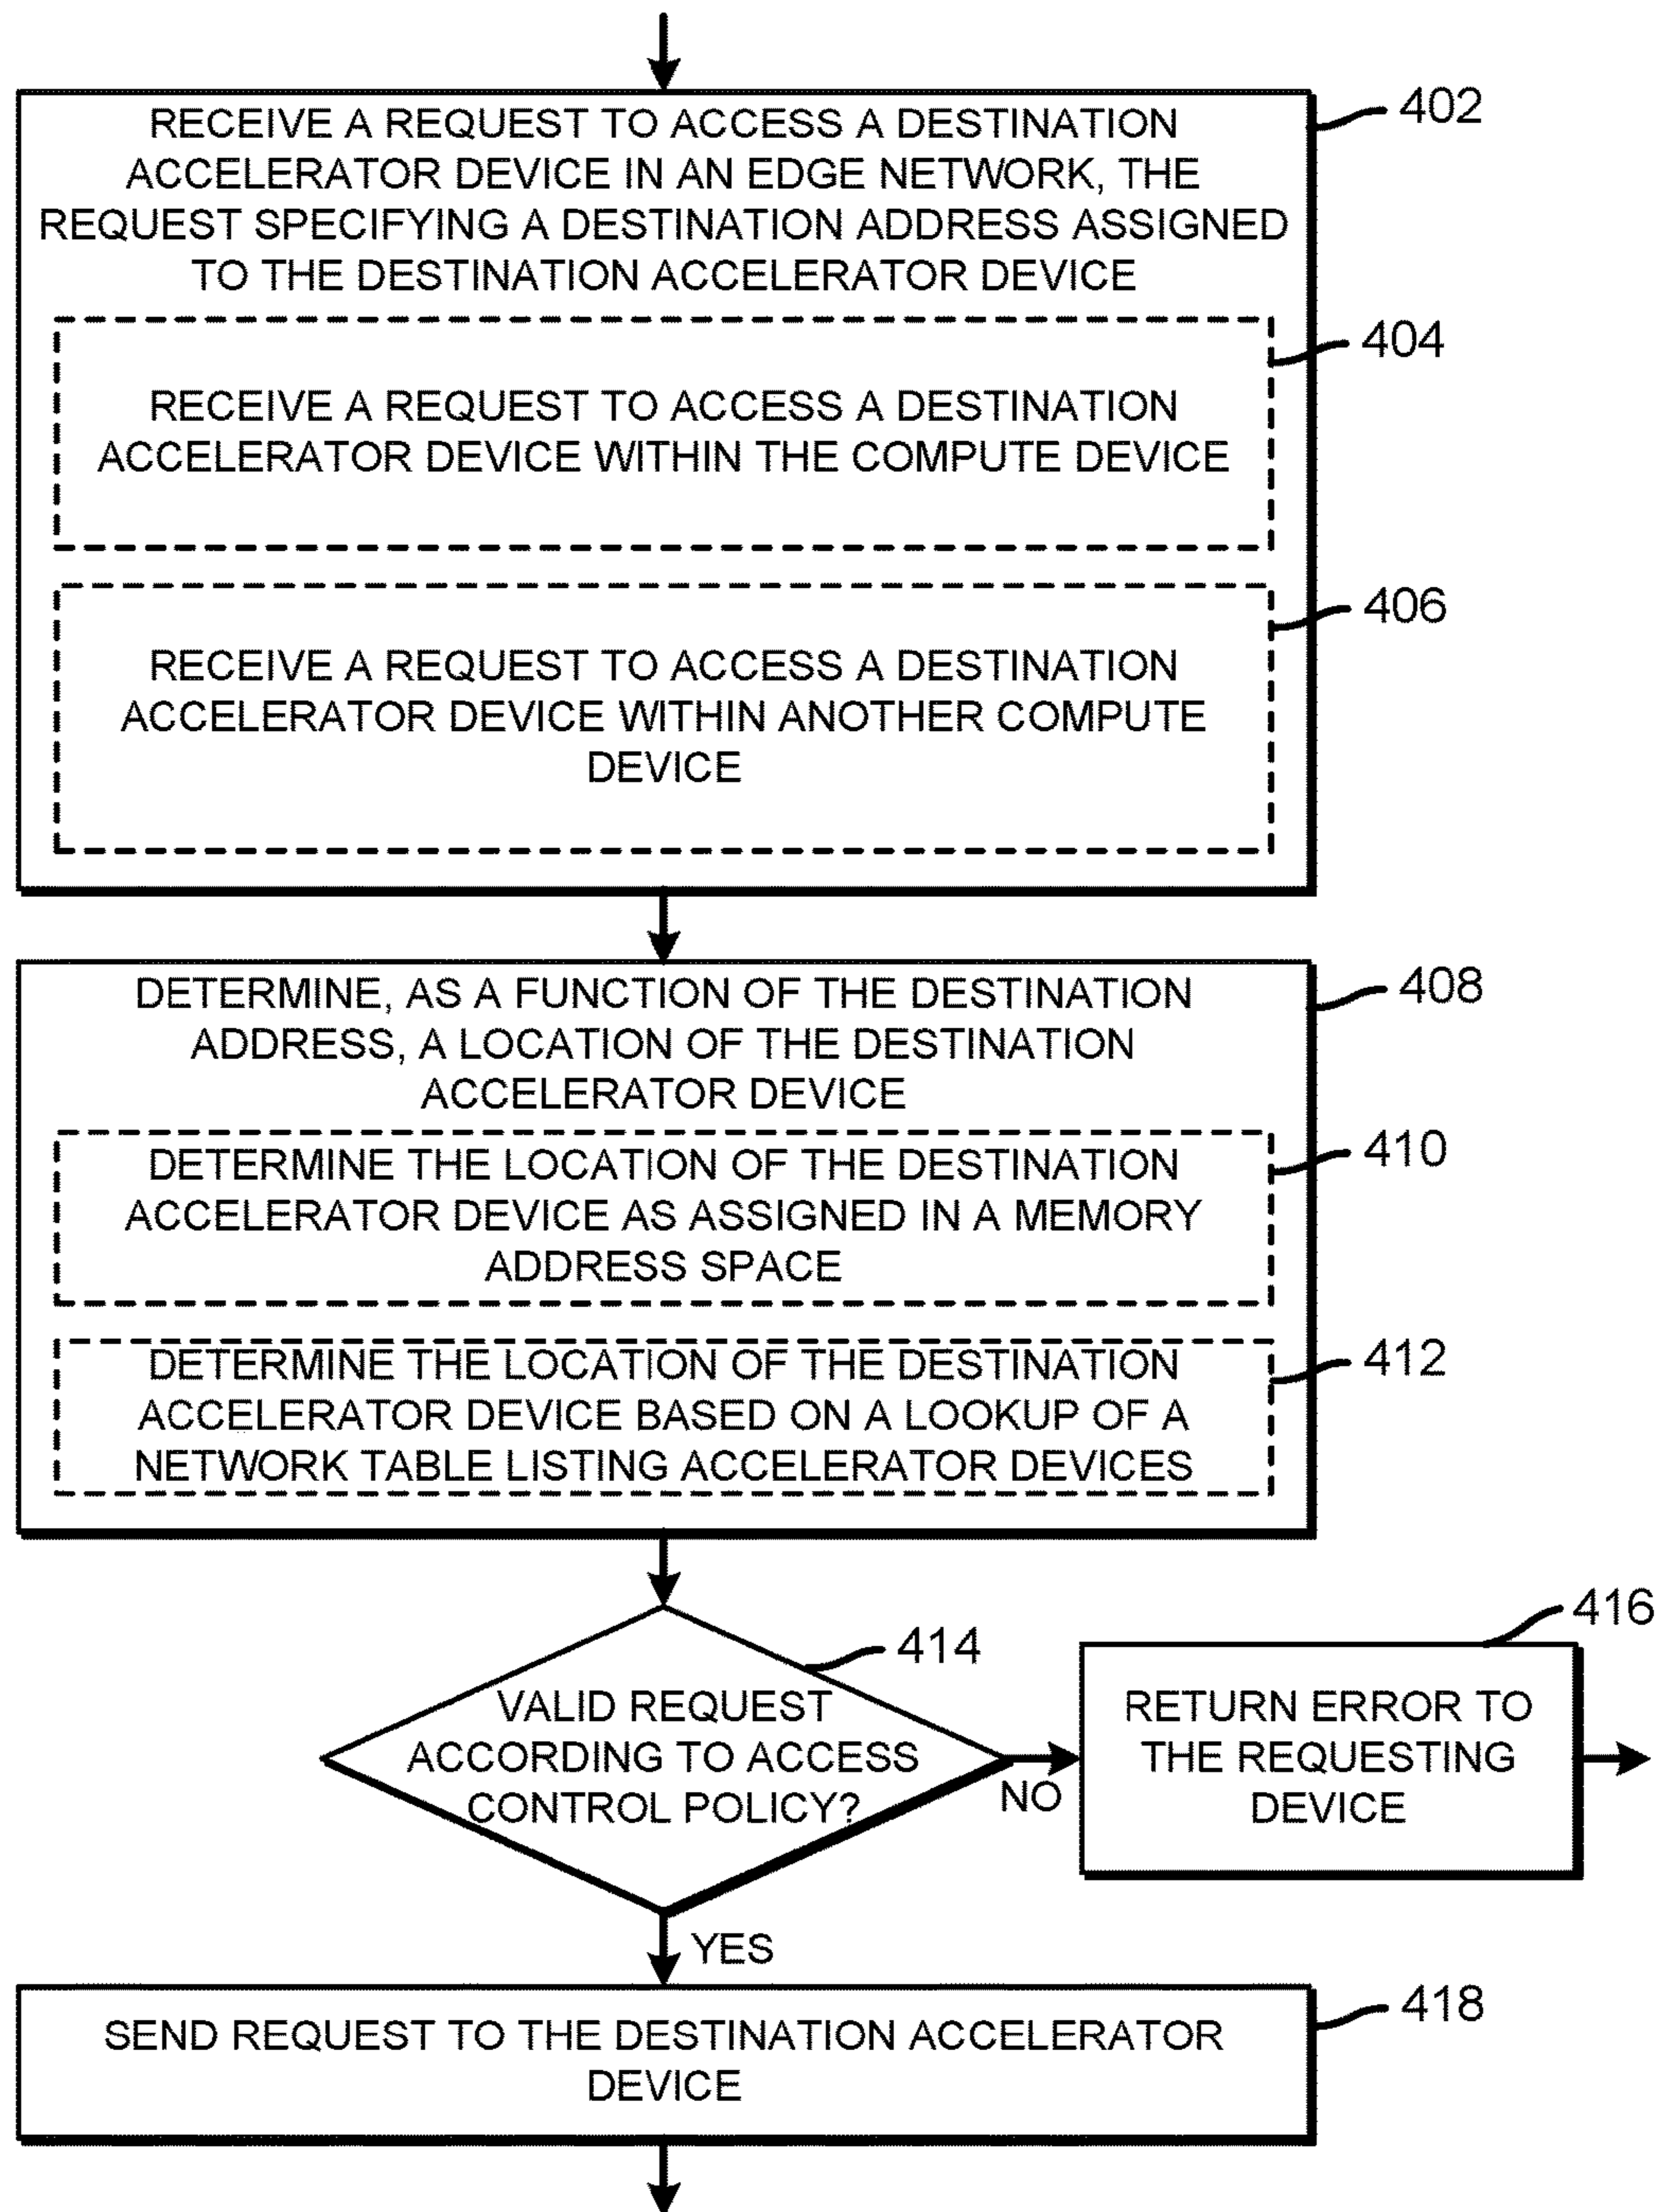 RECEIVE A REQUEST TO ACCESS A DESTINATION
ACCELERATOR DEVICE IN AN EDGE NETWORK, THE
REQUEST SPECIFYING A DESTINATION ADDRESS ASSIGNED
TO THE DESTINATION ACCELERATOR DEVICE
402
RECEIVE A REQUEST TO ACCESS A DESTINATION
ACCELERATOR DEVICE WITHIN THE COMPUTE DEVICE
404
RECEIVE A REQUEST TO ACCESS A DESTINATION
ACCELERATOR DEVICE WITHIN ANOTHER COMPUTE
DEVICE
406
DETERMINE, AS A FUNCTION OF THE DESTINATION
ADDRESS, A LOCATION OF THE DESTINATION
ACCELERATOR DEVICE
408
DETERMINE THE LOCATION OF THE DESTINATION
ACCELERATOR DEVICE AS ASSIGNED IN A MEMORY
ADDRESS SPACE
410
DETERMINE THE LOCATION OF THE DESTINATION
ACCELERATOR DEVICE BASED ON A LOOKUP OF A
NETWORK TABLE LISTING ACCELERATOR DEVICES
412
VALID REQUEST
ACCORDING TO ACCESS
CONTROL POLICY?
414
NO
RETURN ERROR TO
THE REQUESTING
DEVICE
416
YES
SEND REQUEST TO THE DESTINATION ACCELERATOR
DEVICE
418